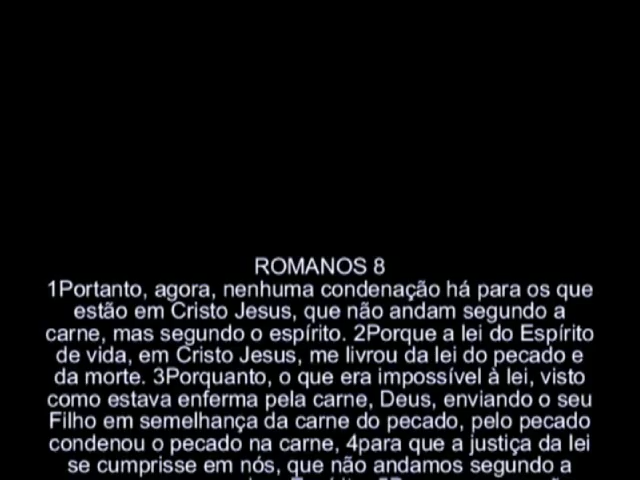 ROMANOS 8
1Portanto, agora, nenhuma condenação há para os que
estão em Cristo Jesus, que não andam segundo a
carne, mas segundo o espírito. 2Porque a lei do Espírito
de vida, em Cristo Jesus, me livrou da lei do pecado e
da morte. 3Porquanto, o que era impossível à lei, visto
como estava enferma pela carne, Deus, enviando o seu
Filho em semelhança da carne do pecado, pelo pecado
condenou o pecado na carne, 4para que a justiça da lei
se cumprisse em nós, que não andamos segundo a